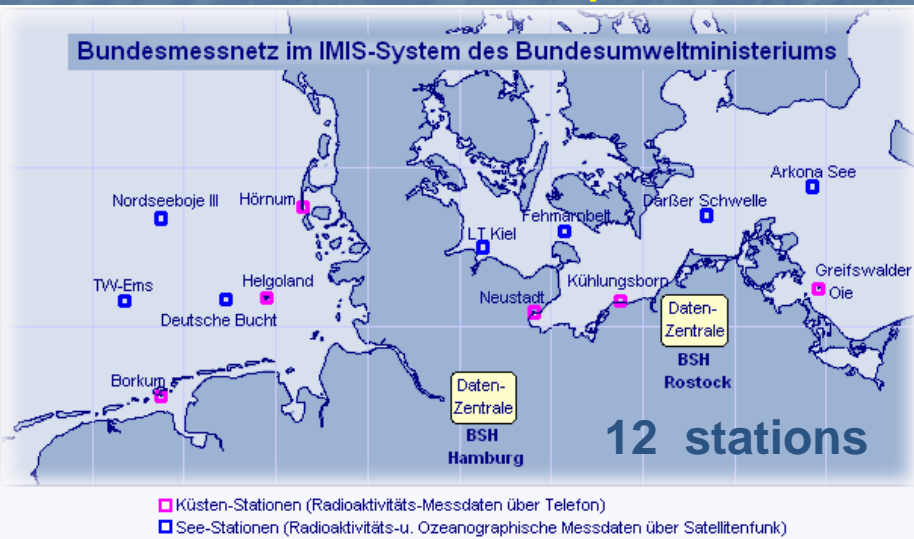 Bundesmessnetz im IMIS-System des Bundesumweltministeriums
Arkona See
Nordseeboje III
Hörnum
Darßer Schwelle
Fehmarnbelt
LT Kiel
Greifswalder
Oie
TW-Ems
Helgoland
Neustadt
Kühlungsborn
Deutsche Bucht
Daten-
Zentrale
BSH
Rostock
Borkum
Daten-
Zentrale
BSH
Hamburg
12 stations
Küsten-Stationen (Radioaktivitäts-Messdaten über Telefon)
See-Stationen (Radioaktivitäts-u. Ozeanographische Messdaten über Satellitenfunk)